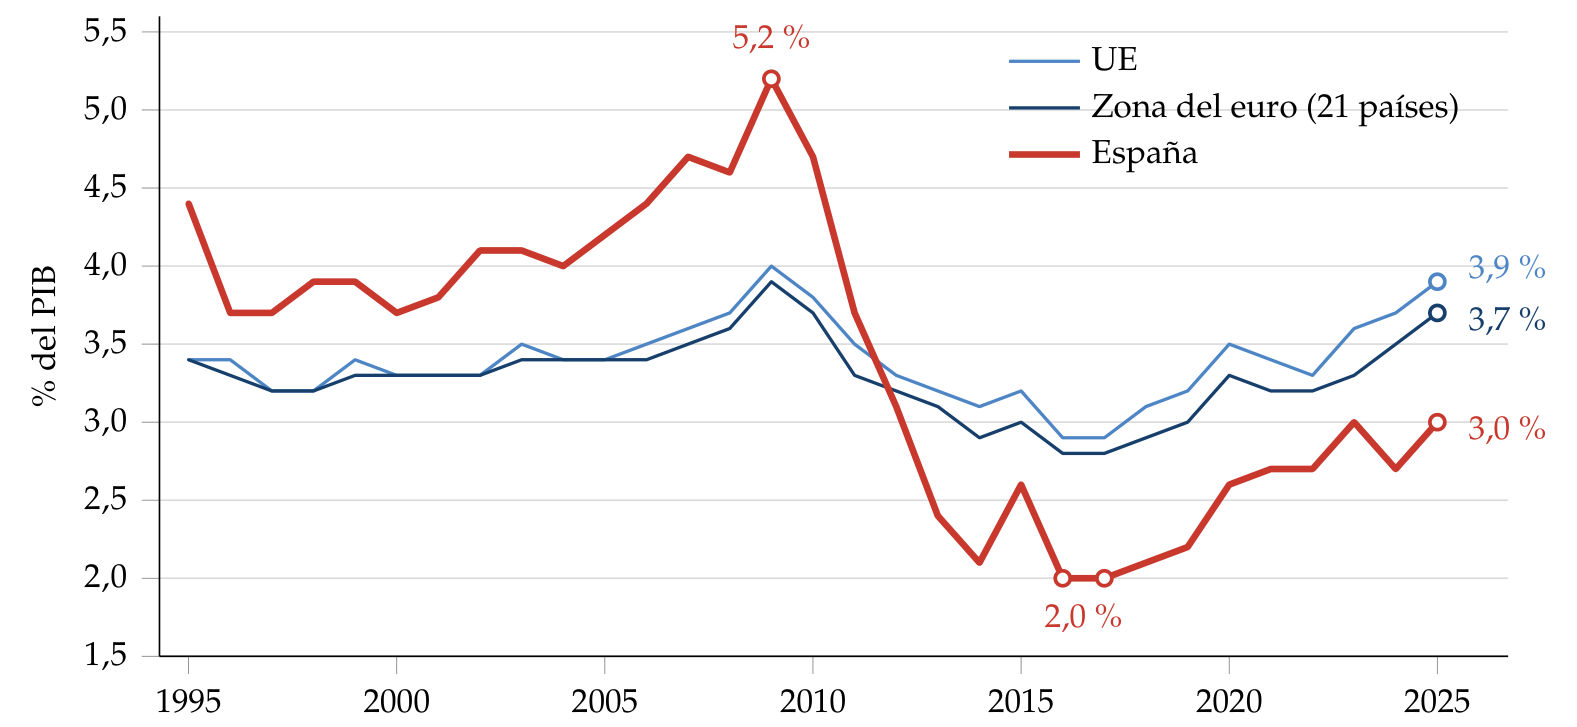 5,5
5,0
4,5
4,0
3,5
3,0
2,5
2,0
1,5
% del PIB
5,2 %
UE
Zona del euro (21 países)
España
3,9 %
3,7 %
3,0 %
2,0 %
1995 2000 2005 2010 2015 2020 2025